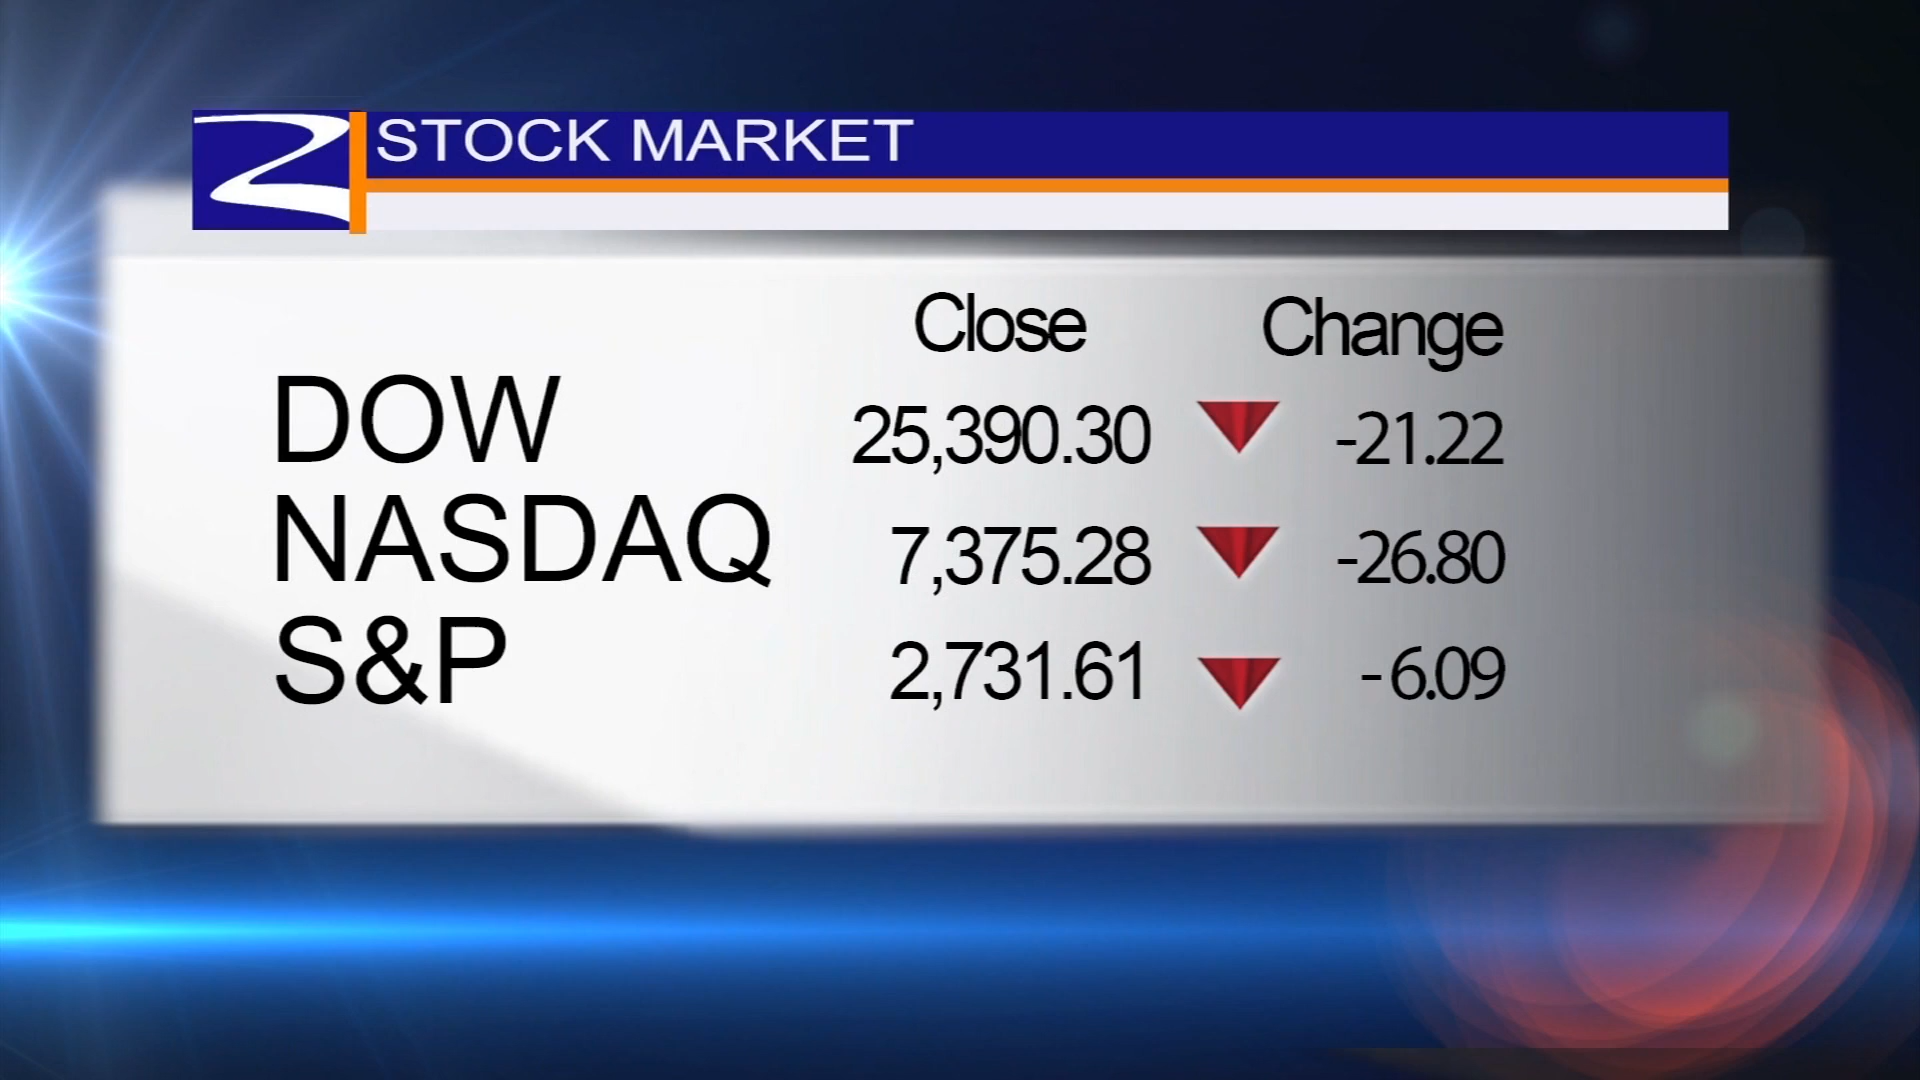 2 STOCK MARKET
Close Change
DOW 25,390.30 -21.22
NASDAQ 7,375.28 -26.80
S&P 2,731.61 -6.09